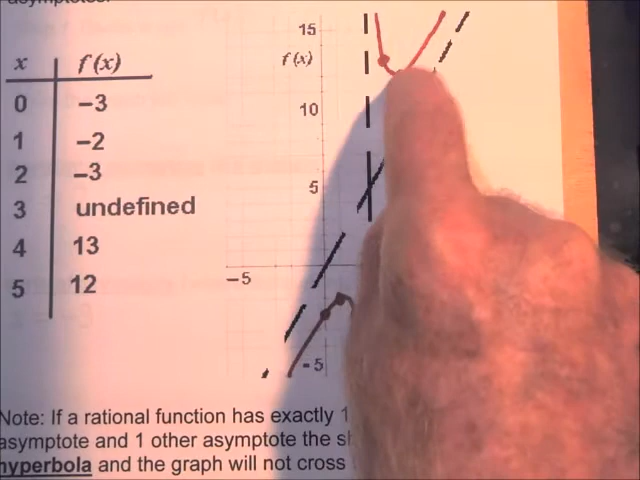 asymptotes.
x f(x)
0 −3
1 −2
2 −3
3 undefined
4 13
5 12
15
f(x)
10
5
−5
-5
Note: If a rational function has exactly 1
asymptote and 1 other asymptote the
hyperbola and the graph will not cross